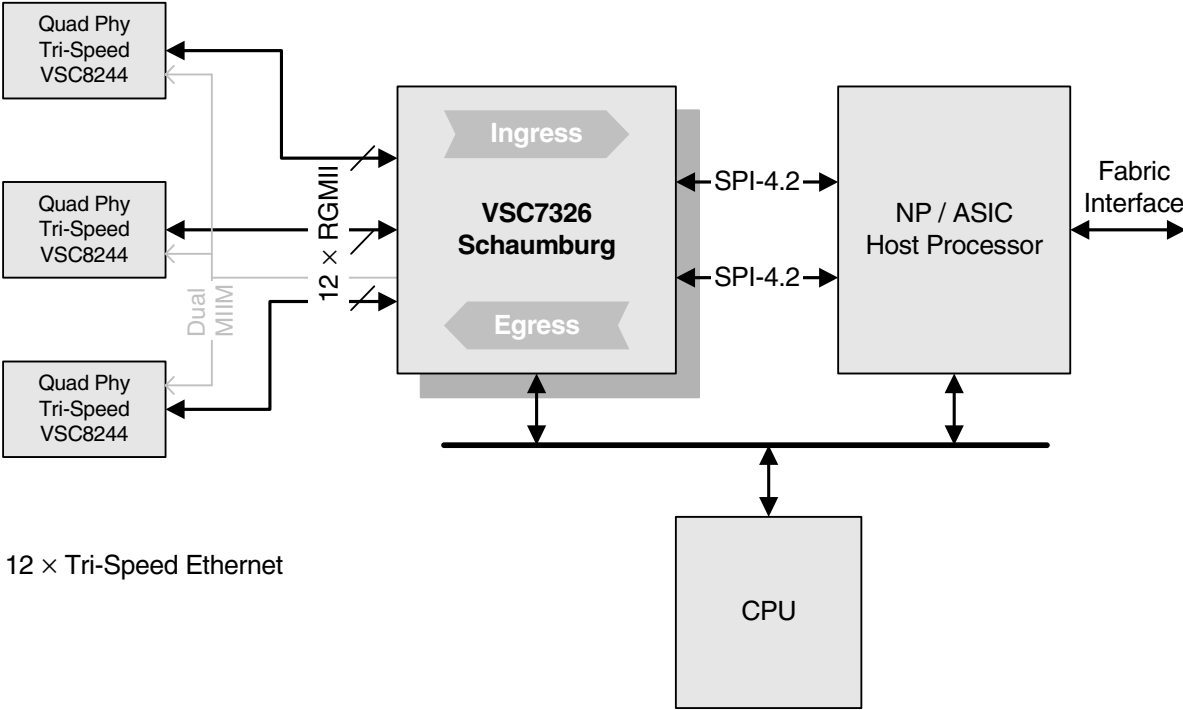 Quad Phy
Tri-Speed
VSC8244
Quad Phy
Tri-Speed
VSC8244
Quad Phy
Tri-Speed
VSC8244
Dual
MIIM
12 × RGMII
Ingress
VSC7326
Schaumburg
Egress
SPI-4.2
SPI-4.2
NP / ASIC
Host Processor
Fabric
Interface
CPU
12 × Tri-Speed Ethernet